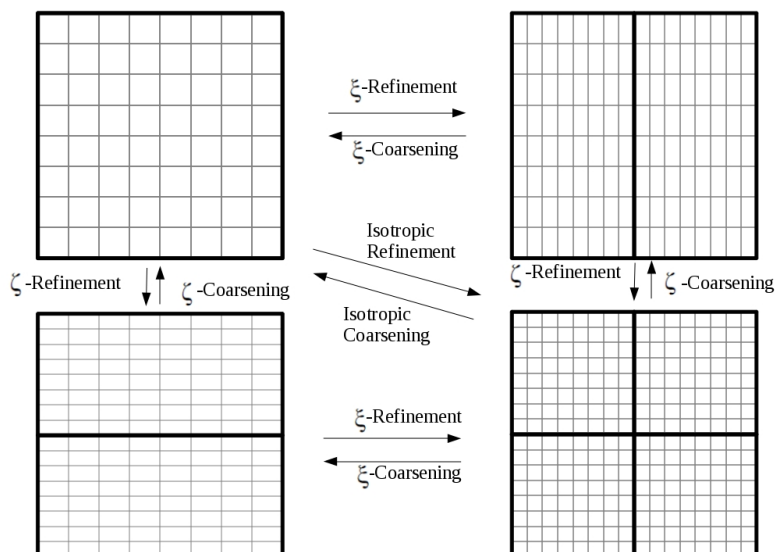 ξ-Refinement
ξ-Coarsening
Isotropic
Refinement
ζ-Refinement
ζ-Coarsening
ζ-Refinement
ζ-Coarsening
Isotropic
Coarsening
ξ-Refinement
ξ-Coarsening